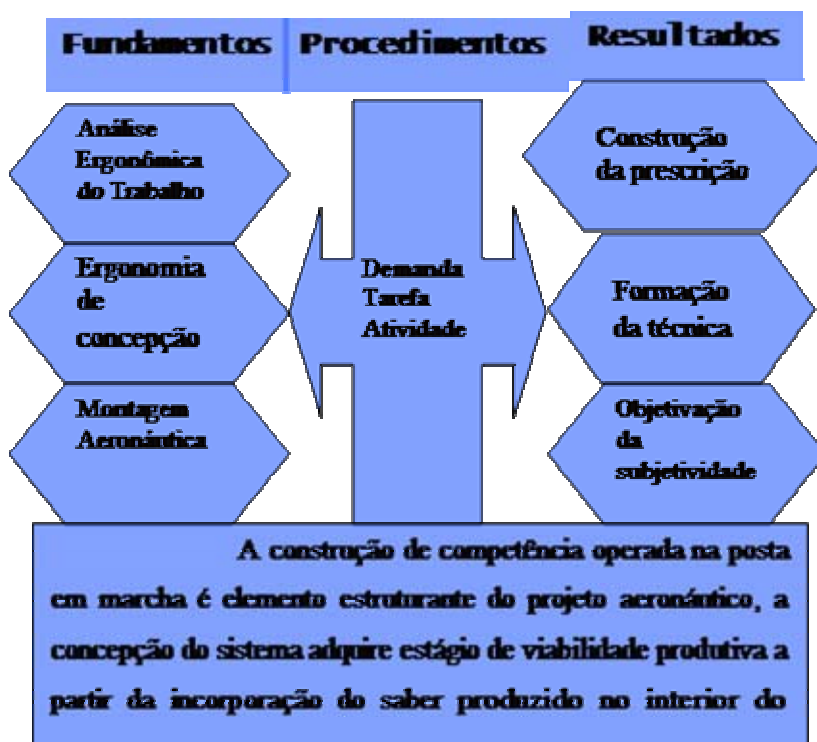 Fundamentos
Procedimentos
Resultados
Análise
Ergonômica
do Trabalho
Ergonomia
de
concepção
Montagem
Aeronáutica
Demanda
Tarefa
Atividade
Construção
da prescrição
Formação
da técnica
Objetivação
da
subjetividade
A construção de competência operada na posta
em marcha é elemento estruturante do projeto aeronáutico, a
concepção do sistema adquire estágio de viabilidade produtiva a
partir da incorporação do saber produzido no interior do